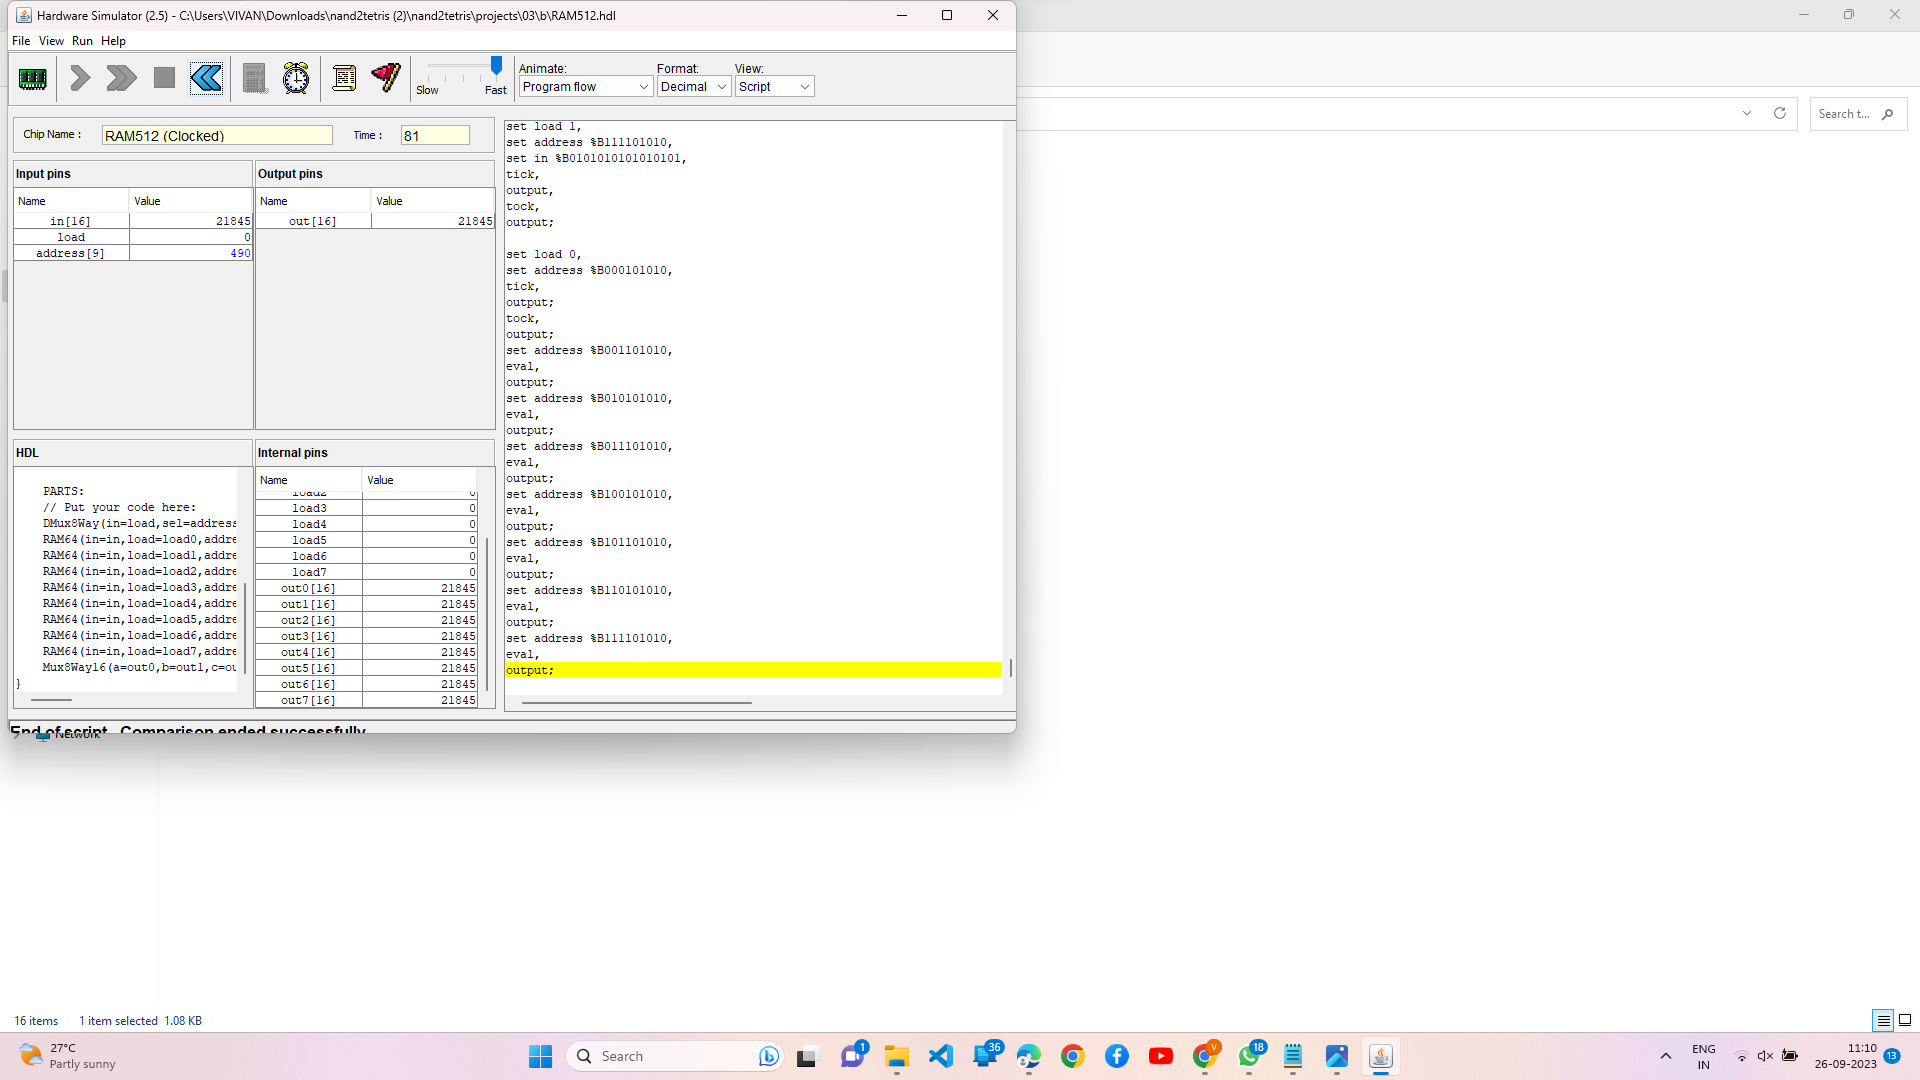 Hardware Simulator (2.5) - C:\Users\VIVAN\Downloads\nand2tetris (2)\nand2tetris\projects\03\b\RAM512.hdl
File View Run Help
Slow Fast
Animate: Format: View:
Program flow Decimal Script
Chip Name : RAM512 (Clocked) Time : 81
Input pins
Name Value
in[16] 21845
load 0
address[9] 490
Output pins
Name Value
out[16] 21845
HDL
PARTS:
// Put your code here:
DMux8Way(in=load,sel=address
RAM64(in=in,load=load0,addre
RAM64(in=in,load=load1,addre
RAM64(in=in,load=load2,addre
RAM64(in=in,load=load3,addre
RAM64(in=in,load=load4,addre
RAM64(in=in,load=load5,addre
RAM64(in=in,load=load6,addre
RAM64(in=in,load=load7,addre
Mux8Way16(a=out0,b=out1,c=ou
}
Internal pins
Name Value
load2 0
load3 0
load4 0
load5 0
load6 0
load7 0
out0[16] 21845
out1[16] 21845
out2[16] 21845
out3[16] 21845
out4[16] 21845
out5[16] 21845
out6[16] 21845
out7[16] 21845
set load 1,
set address %B111101010,
set in %B0101010101010101,
tick,
output,
tock,
output;
set load 0,
set address %B000101010,
tick,
output;
tock,
output;
set address %B001101010,
eval,
output;
set address %B010101010,
eval,
output;
set address %B011101010,
eval,
output;
set address %B100101010,
eval,
output;
set address %B101101010,
eval,
output;
set address %B110101010,
eval,
output;
set address %B111101010,
eval,
output;
End of script - Comparison ended successfully
Network
Search t...
16 items 1 item selected 1.08 KB
27°C
Partly sunny
Search
1
36
V
18
ENG
IN
11:10
26-09-2023
13